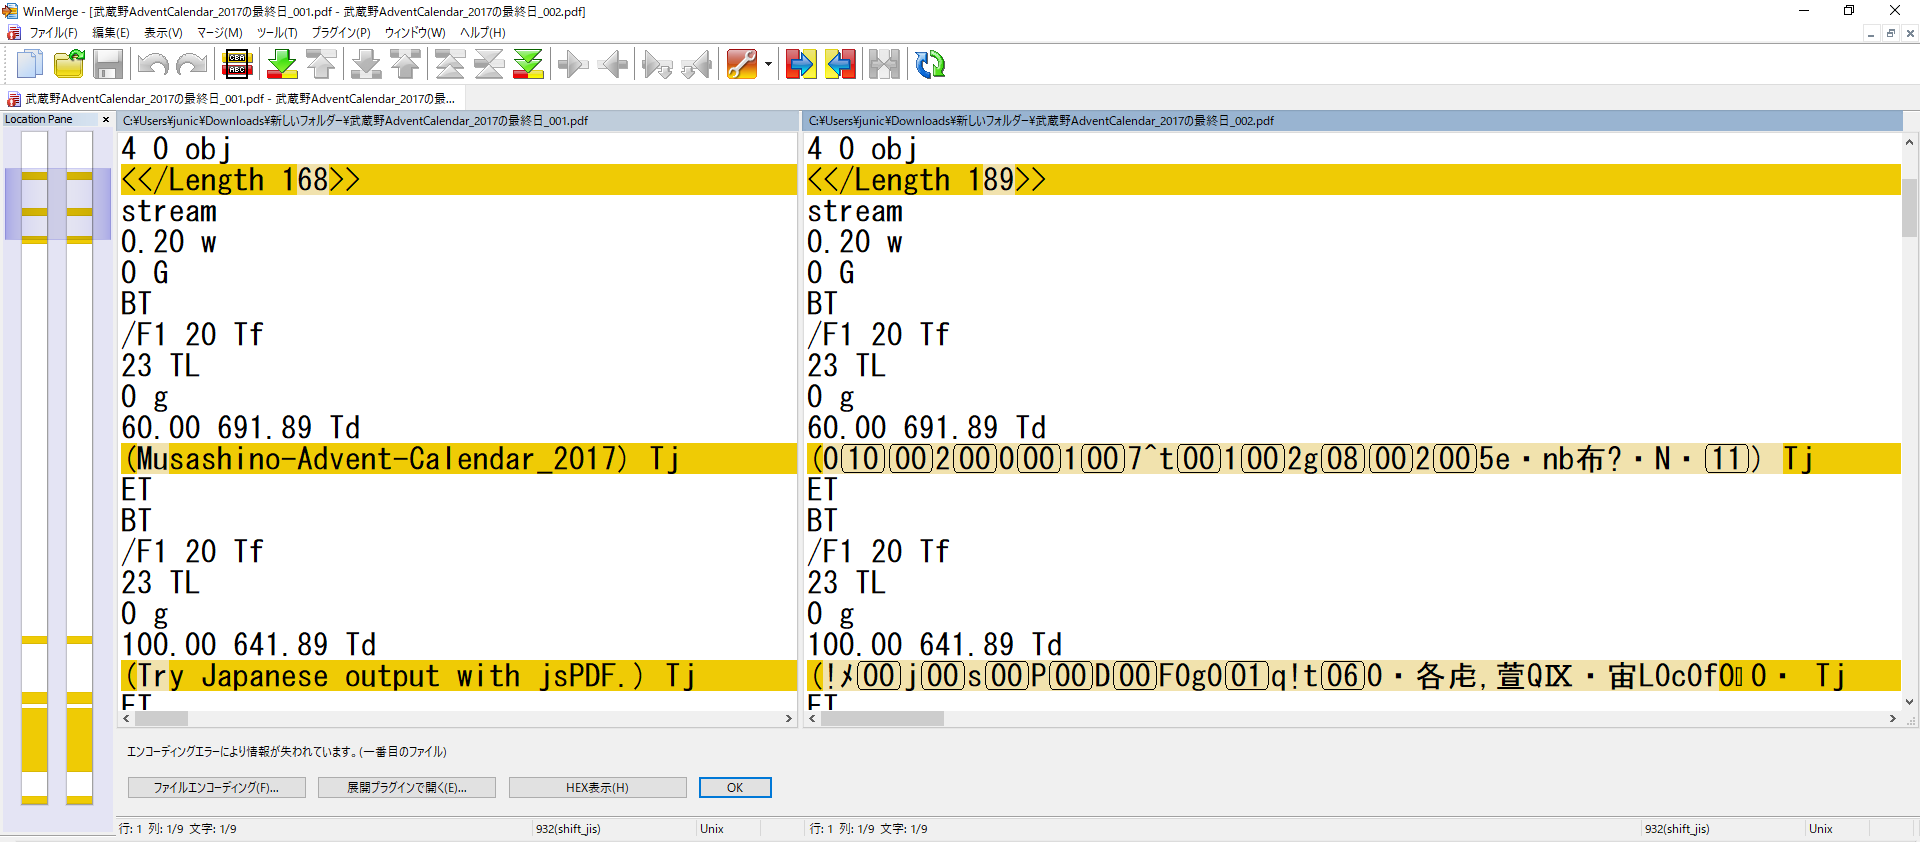 WinMerge - [武蔵野AdventCalendar_2017の最終日_001.pdf - 武蔵野AdventCalendar_2017の最終日_002.pdf]
ファイル(F) 編集(E) 表示(V) マージ(M) ツール(T) プラグイン(P) ウィンドウ(W) ヘルプ(H)
武蔵野AdventCalendar_2017の最終日_001.pdf - 武蔵野AdventCalendar_2017の最...
Location Pane
C:¥Users¥junic¥Downloads¥新しいフォルダー¥武蔵野AdventCalendar_2017の最終日_001.pdf
4 0 obj
<</Length 168>>
stream
0.20 w
0 G
BT
/F1 20 Tf
23 TL
0 g
60.00 691.89 Td
(Musashino-Advent-Calendar_2017) Tj
ET
BT
/F1 20 Tf
23 TL
0 g
100.00 641.89 Td
(Try Japanese output with jsPDF.) Tj
ET
C:¥Users¥junic¥Downloads¥新しいフォルダー¥武蔵野AdventCalendar_2017の最終日_002.pdf
4 0 obj
<</Length 189>>
stream
0.20 w
0 G
BT
/F1 20 Tf
23 TL
0 g
60.00 691.89 Td
(0 10 00 2 00 0 00 1 00 7^t 00 1 00 2g 08 00 2 00 5e・nb布?・N・ 11 ) Tj
ET
BT
/F1 20 Tf
23 TL
0 g
100.00 641.89 Td
(!ﾒ 00 j 00 s 00 P 00 D 00 F0g0 01 q!t 06 0・各虍,萱QⅨ・宙L0c0f0 0・ Tj
ET
エンコーディングエラーにより情報が失われています。(一番目のファイル)
ファイルエンコーディング(F)... 展開プラグインで開く(E)... HEX表示(H) OK
行: 1 列: 1/9 文字: 1/9 932(shift_jis) Unix
行: 1 列: 1/9 文字: 1/9 932(shift_jis) Unix